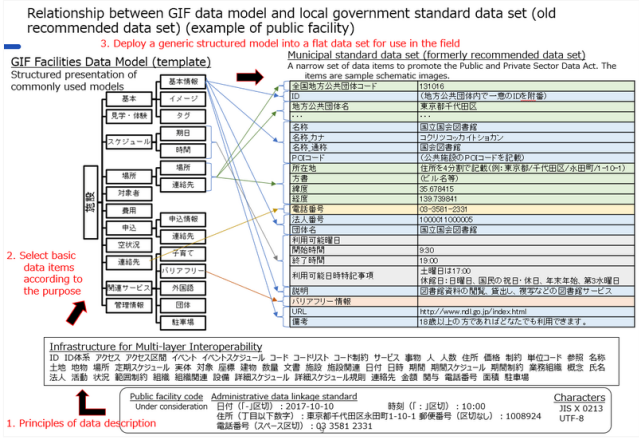 Relationship between GIF data model and local government standard data set (old
recommended data set) (example of public facility)
3. Deploy a generic structured model into a flat data set for use in the field
GIF Facilities Data Model (template)
Structured presentation of
commonly used models
Municipal standard data set (formerly recommended data set)
A narrow set of data items to promote the Public and Private Sector Data Act. The
items are sample schematic images.
施設
基本
見学・体験
スケジュール
場所
対象者
費用
申込
空状況
連絡先
関連サービス
管理情報
基本情報
イメージ
タグ
期日
時間
場所
連絡先
申込情報
連絡先
子育て
バリアフリー
外国語
団体
駐車場
全国地方公共団体コード 131016
ID （地方公共団体内で一意のIDを附番）
地方公共団体名 東京都千代田区
… …
名称 国立国会図書館
名称_カナ コクリツコッカイトショカン
名称_通称 国会図書館
POIコード （公共施設のPOIコードを記載）
所在地 住所を4分割で記載(例：東京都/千代田区/永田町/1-10-1)
方書 (ビル名等)
緯度 35.678415
経度 139.739841
電話番号 03-3581-2331
法人番号 1000011000005
団体名 国立国会図書館
利用可能曜日
開始時間 9:30
終了時間 19:00
利用可能日時特記事項 土曜日は17:00
休館日：日曜日、国民の祝日・休日、年末年始、第3水曜日
説明 図書館資料の閲覧、貸出し、複写などの図書館サービス
バリアフリー情報
URL http://www.ndl.go.jp/index.html
備考 18歳以上の方であればどなたでも利用できます。
2. Select basic
data items
according to
the purpose
Infrastructure for Multi-layer Interoperability
ID ID体系 アクセス アクセス区間 イベント イベントスケジュール コード コードリスト コード制約 サービス 事物 人 人数 住所 価格 制約 単位コード 参照 名称
土地 地物 場所 定期スケジュール 実体 対象 座標 建物 数量 文書 施設 施設関連 日付 日時 期間 期間スケジュール 期間制約 業務組織 概念 氏名
法人 活動 状況 範囲制約 組織 組織関連 設備 詳細スケジュール 詳細スケジュール規則 連絡先 金額 関与 電話番号 面積 駐車場
1. Principles of data description
Public facility code
Under consideration
Administrative data linkage standard
日付（「-」区切）：2017-10-10 時刻(「：」区切)：10:00
住所（丁目以下数字）：東京都千代田区永田町1-10-1 郵便番号（区切なし）：1008924
電話番号（スペース区切）：03 3581 2331
Characters
JIS X 0213
UTF-8